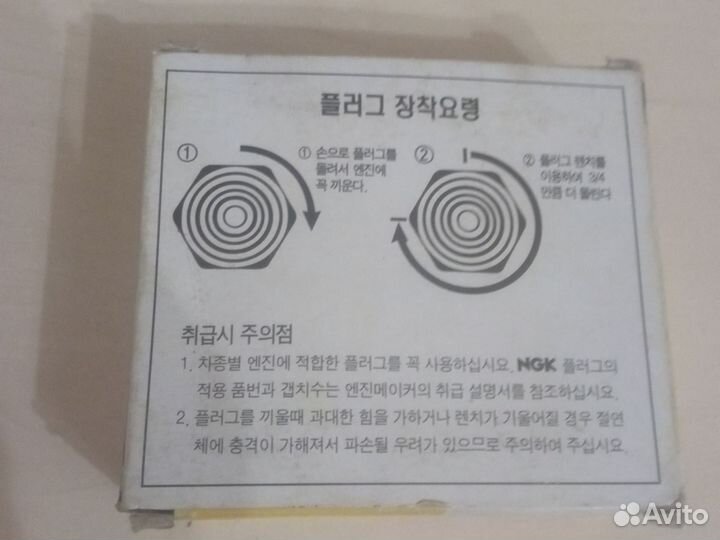 플러그 장착요령
①
① 손으로 플러그를
돌려서 엔진에
꼭 끼운다.
②
② 플러그 렌치를
이용하여 3/4
만큼 더 돌린다
취급시 주의점
1. 차종별 엔진에 적합한 플러그를 꼭 사용하십시요. NGK 플러그의
적용 품번과 갭치수는 엔진메이커의 취급 설명서를 참조하십시요.
2. 플러그를 끼울때 과대한 힘을 가하거나 렌치가 기울어질 경우 절연
체에 충격이 가해져서 파손될 우려가 있으므로 주의하여 주십시요.
Avito